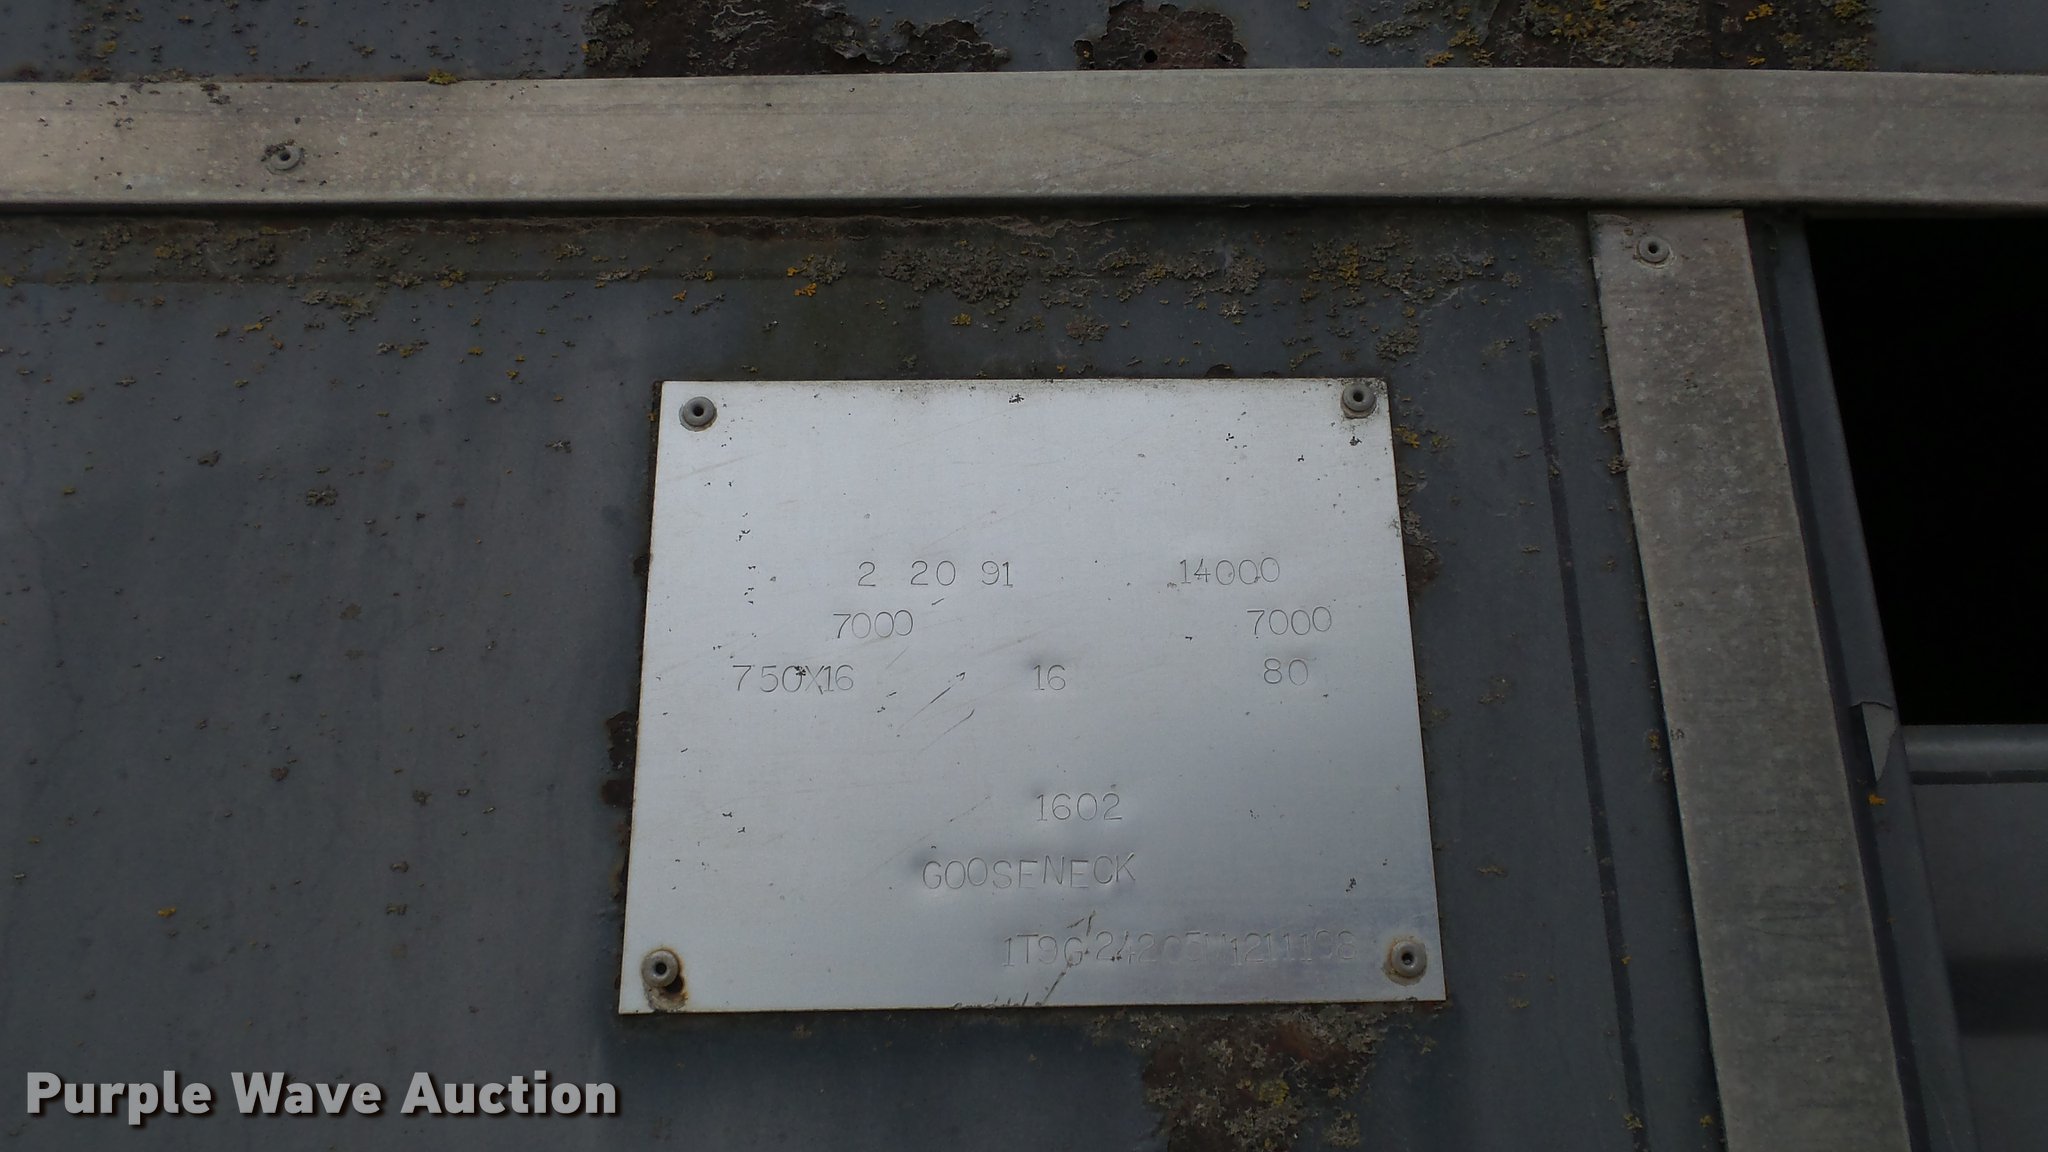 2 20 91 14000
7000 7000
750X16 16 80
1602
GOOSENECK
Purple Wave Auction